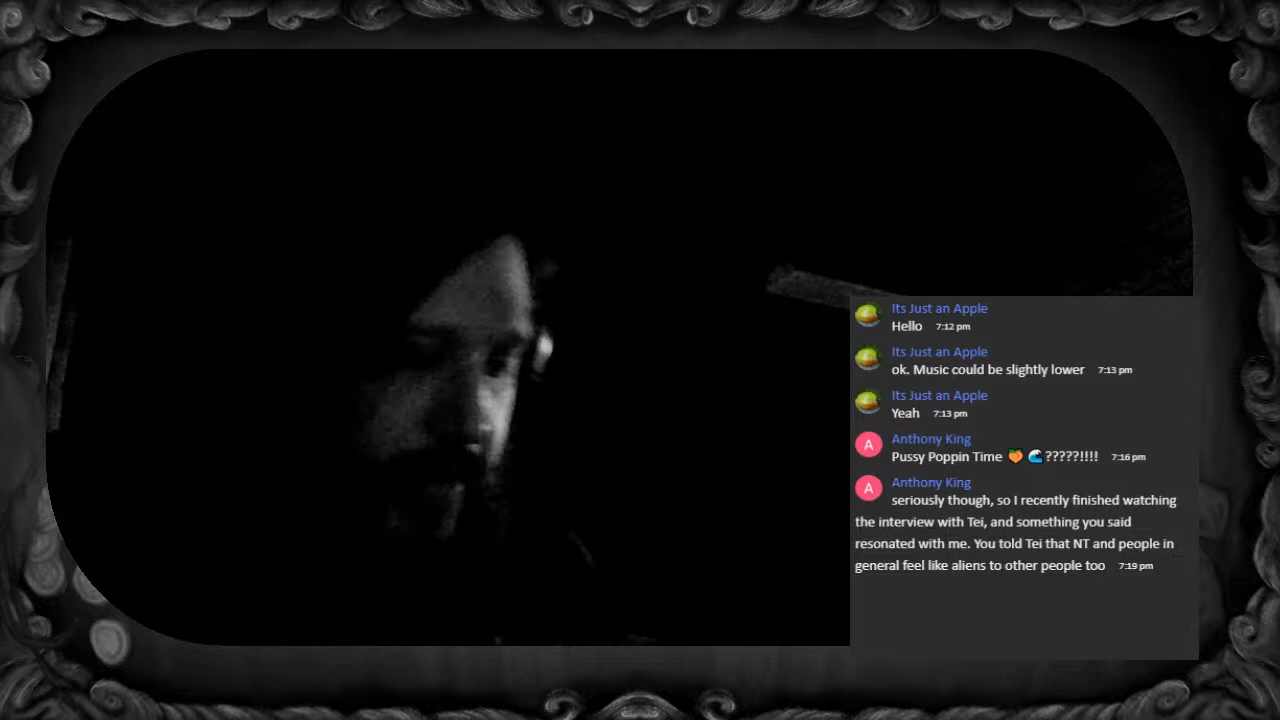 Its Just an Apple
Hello 7:12 pm
Its Just an Apple
ok. Music could be slightly lower 7:13 pm
Its Just an Apple
Yeah 7:13 pm
A Anthony King
Pussy Poppin Time 🍑 🌊 ?????!!!! 7:16 pm
A Anthony King
seriously though, so I recently finished watching
the interview with Tei, and something you said
resonated with me. You told Tei that NT and people in
general feel like aliens to other people too 7:19 pm